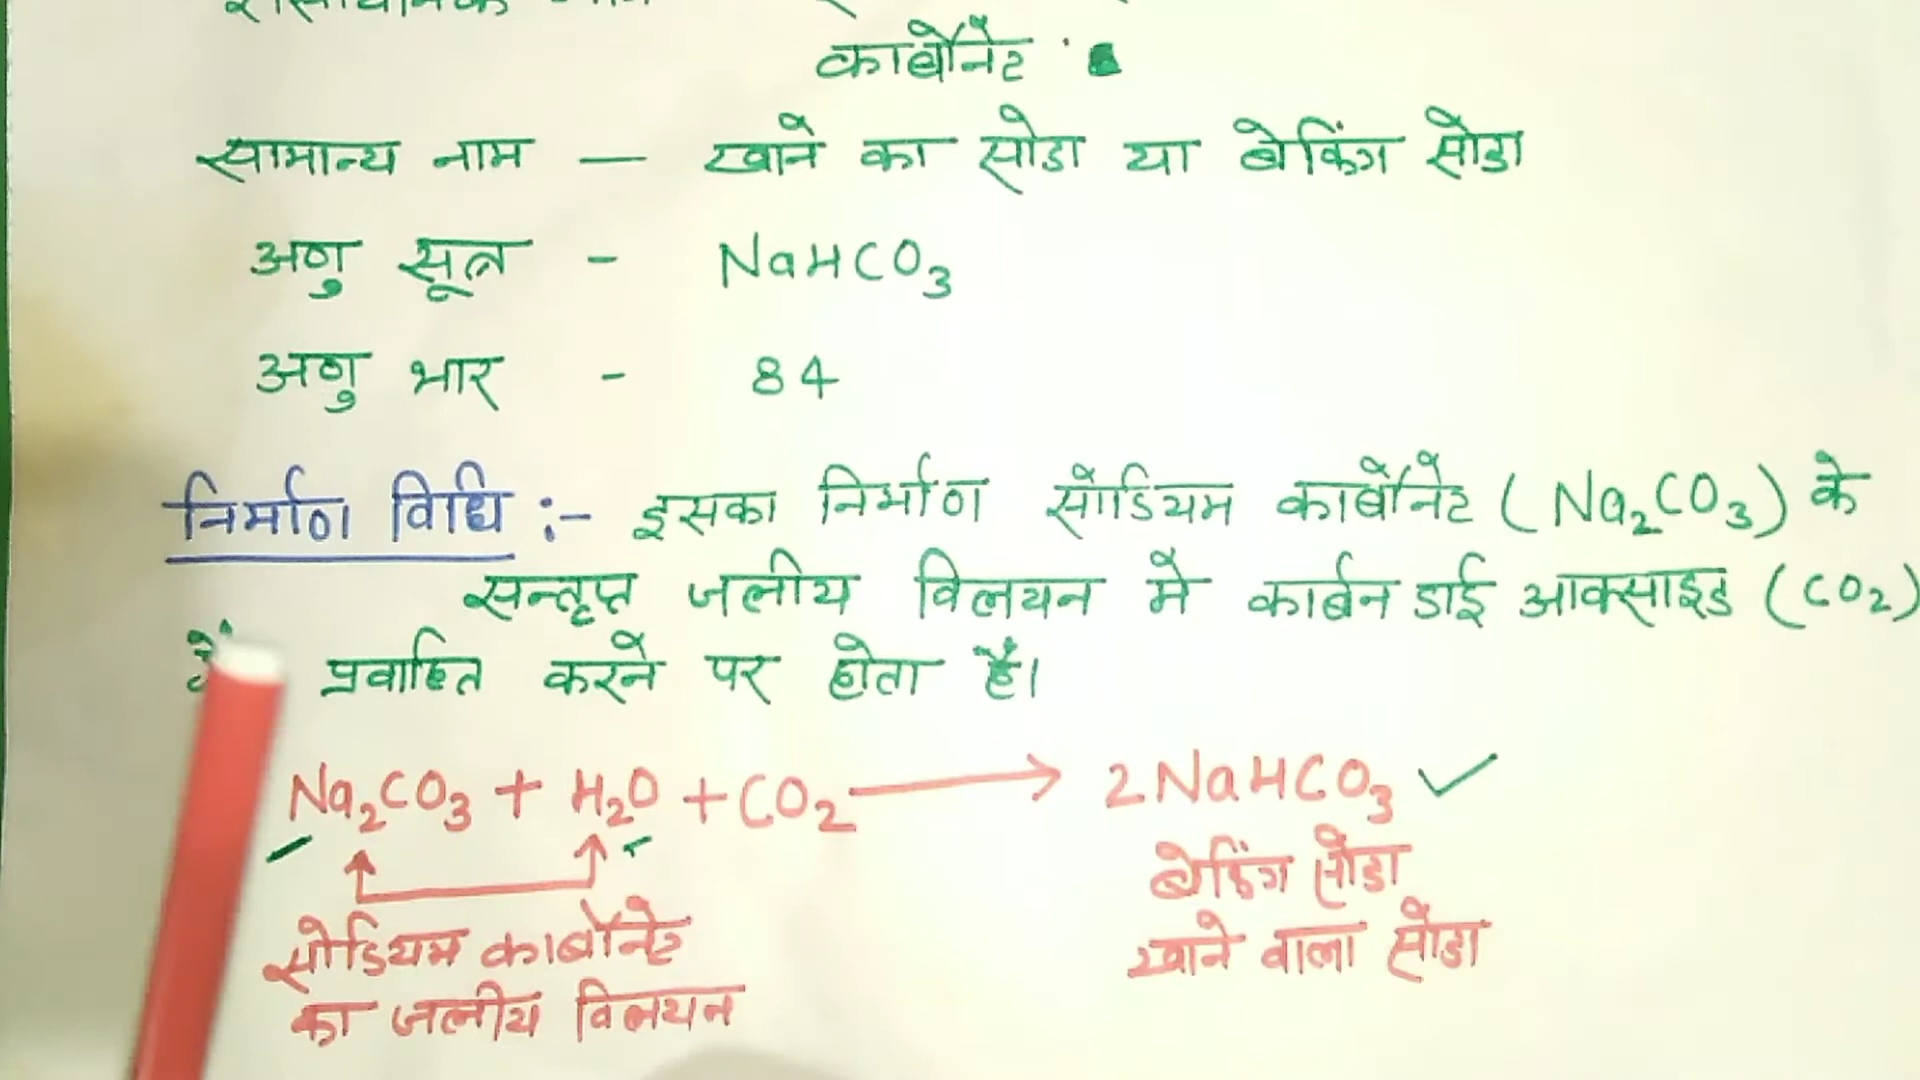 कार्बोनेट
सामान्य नाम — खाने का सोडा या बेकिंग सोडा
अणु सूत्र - NaHCO₃
अणु भार - 84
निर्माण विधि :- इसका निर्माण सोडियम कार्बोनेट (Na₂CO₃) के
सन्तृप्त जलीय विलयन मे कार्बन डाई आक्साइड (CO₂)
प्रवाहित करने पर होता है।
Na₂CO₃ + H₂O + CO₂ ⟶ 2NaHCO₃ ✓
बेकिंग सोडा
खाने वाला सोडा
सोडियम कार्बोनेट
का जलीय विलयन